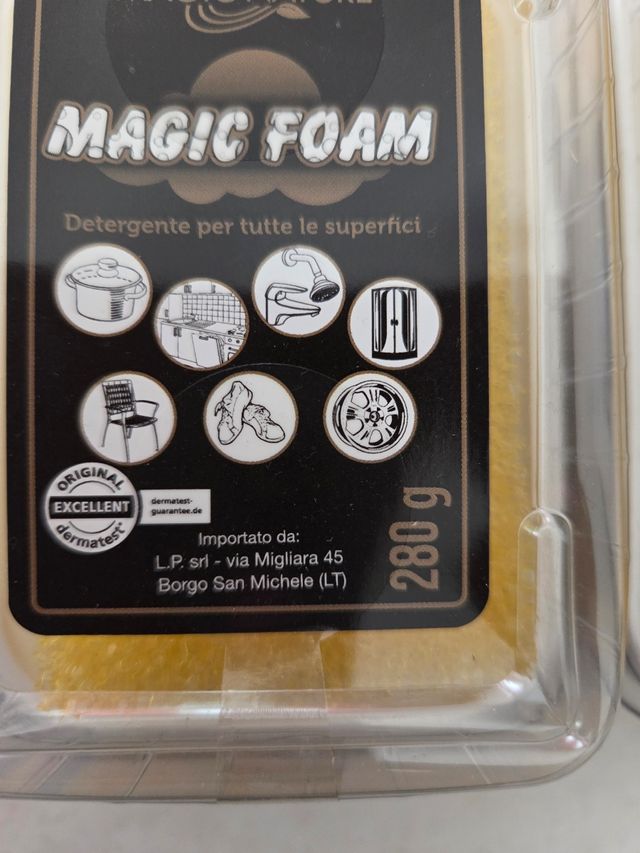 MAGIC FOAM
Detergente per tutte le superfici
ORIGINAL
EXCELLENT
dermatest®
dermatest-
guarantee.de
Importato da:
L.P. srl - via Migliara 45
Borgo San Michele (LT)
280 g